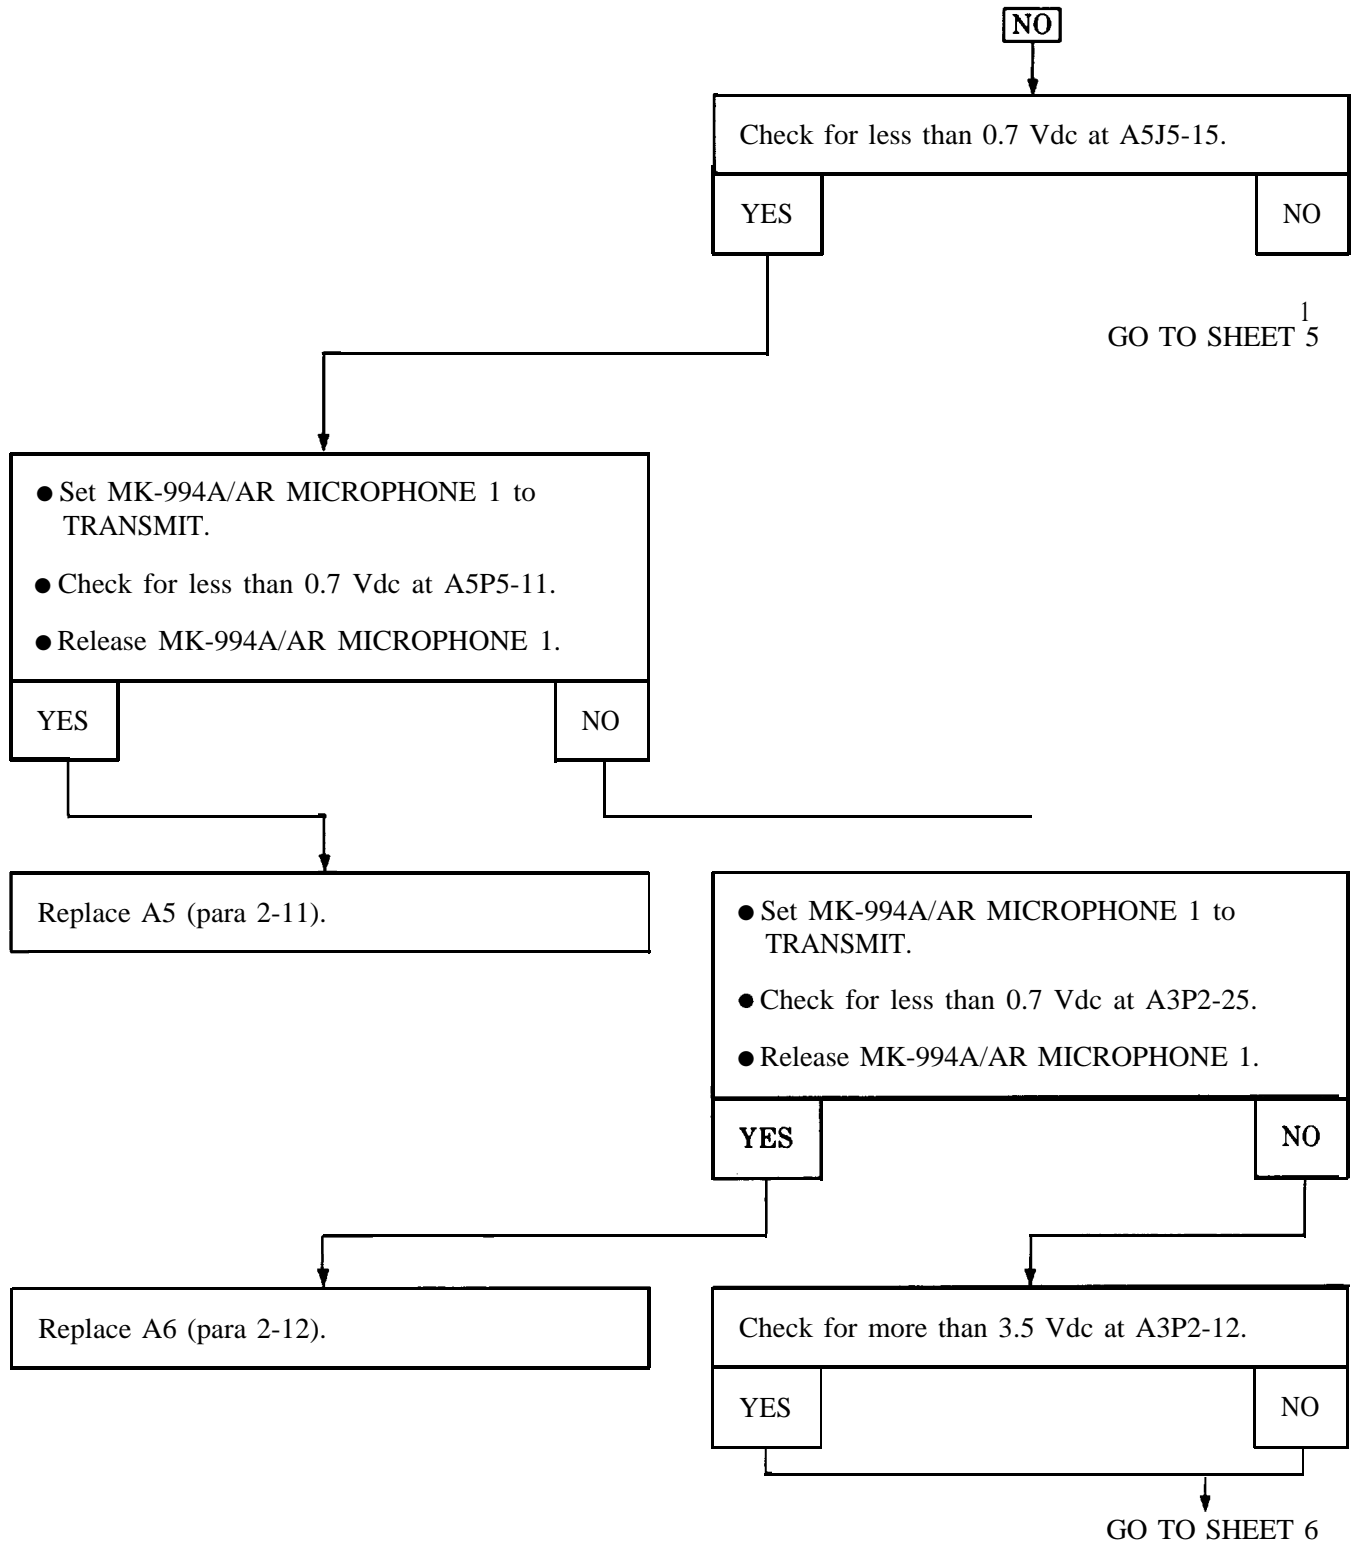 NO
Check for less than 0.7 Vdc at A5J5-15.
YES
NO
1
GO TO SHEET 5
● Set MK-994A/AR MICROPHONE 1 to
TRANSMIT.
● Check for less than 0.7 Vdc at A5P5-11.
● Release MK-994A/AR MICROPHONE 1.
YES
NO
Replace A5 (para 2-11).
● Set MK-994A/AR MICROPHONE 1 to
TRANSMIT.
● Check for less than 0.7 Vdc at A3P2-25.
● Release MK-994A/AR MICROPHONE 1.
YES
NO
Replace A6 (para 2-12).
Check for more than 3.5 Vdc at A3P2-12.
YES
NO
GO TO SHEET 6